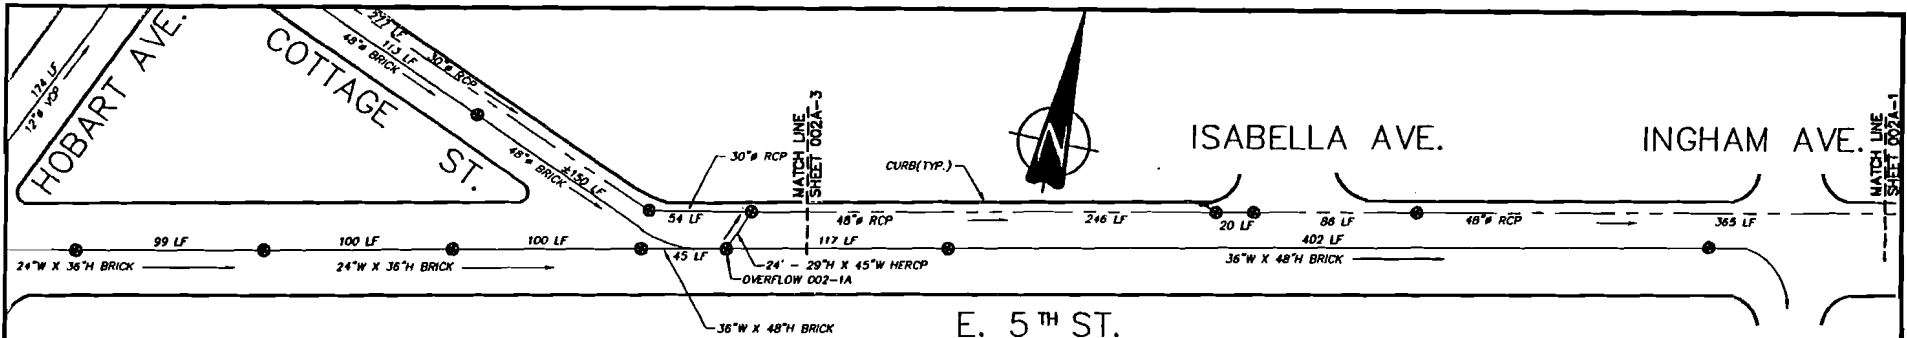 174 LF
12"ø VCP
HOBART AVE.
COTTAGE
ST.
277 LF
30"ø RCP
113 LF
48"ø BRICK
48"ø BRICK
±150 LF
30"ø RCP
54 LF
MATCH LINE
SHEET 002A-3
CURB(TYP.)
N
ISABELLA AVE.
INGHAM AVE.
MATCH LINE
SHEET 002A-1
48"ø RCP
246 LF
20 LF
86 LF
48"ø RCP
365 LF
99 LF
100 LF
100 LF
45 LF
117 LF
402 LF
24"W X 36"H BRICK
24"W X 36"H BRICK
24' - 29"H X 45"W HERCP
36"W X 48"H BRICK
OVERFLOW 002-1A
36"W X 48"H BRICK
E. 5TH ST.